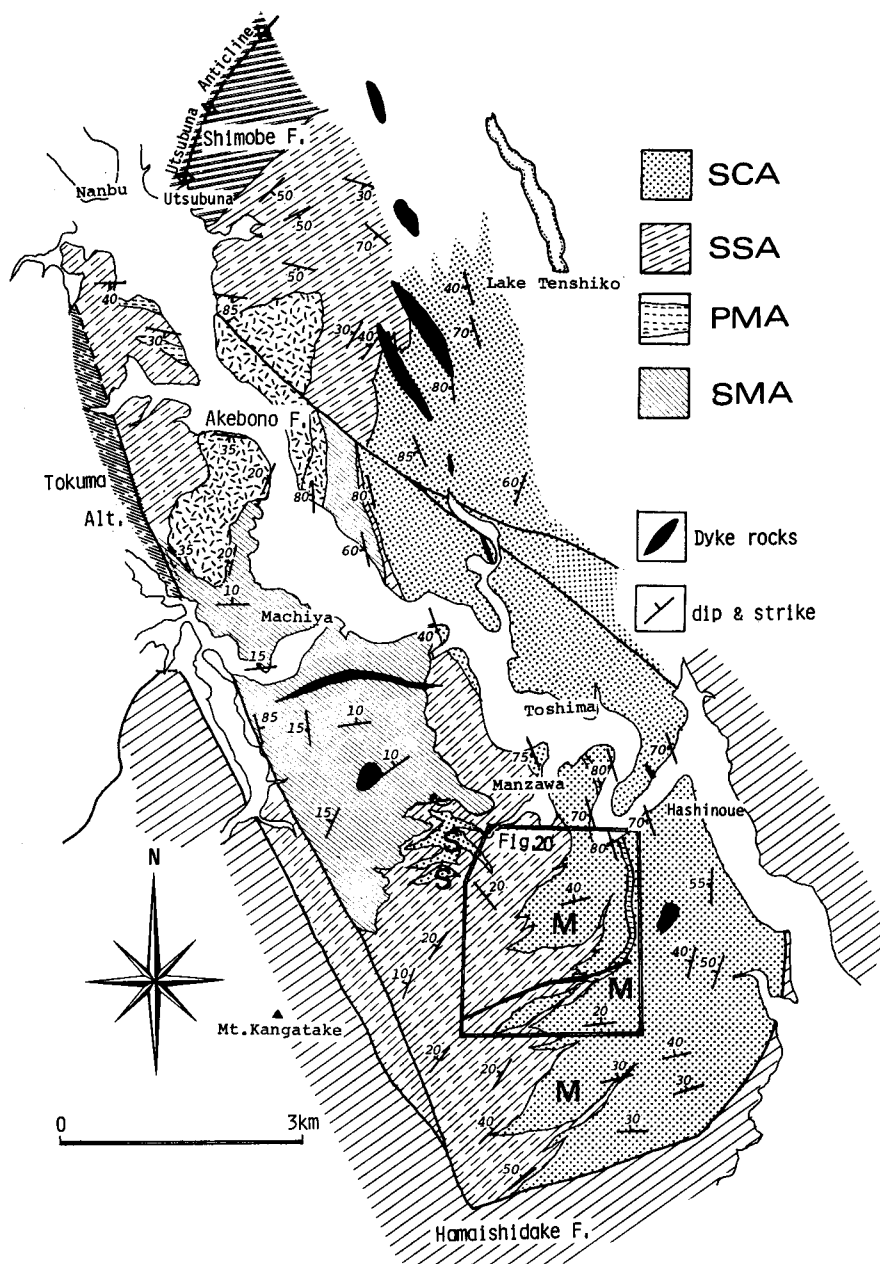 Utsubuna Anticline
Shimobe F.
Nanbu
Utsubuna
50
30
50
70
50
Lake Tenshiko
40
85
40
70
30
30
40
80
Akebono F.
35
20
85
Tokuma
Alt.
80
80
60
35
20
60
10
Machiya
40
15
85
15
10
10
15
Toshima
70
75
80
Manzawa
70
70
Hashinoue
80
Fig.20
S
S
20
40
M
55
20
10
M
40
50
20
20
20
M
30
40
30
40
30
50
N
Mt.Kangatake
0 3km
Hamaishidake F.
SCA
SSA
PMA
SMA
Dyke rocks
dip & strike